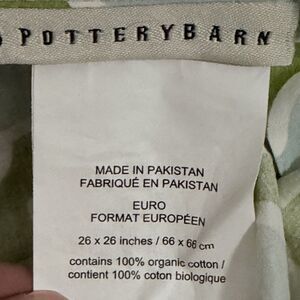 POTTERYBARN
MADE IN PAKISTAN
FABRIQUÉ EN PAKISTAN
EURO
FORMAT EUROPÉEN
26 x 26 inches / 66 x 66 cm
contains 100% organic cotton /
contient 100% coton biologique